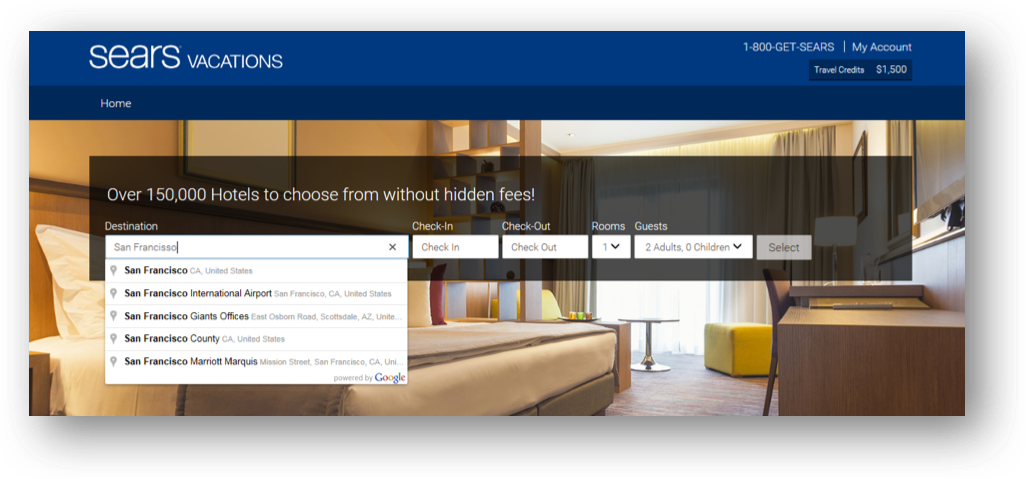 sears VACATIONS
1-800-GET-SEARS | My Account
Travel Credits $1,500
Home
Over 150,000 Hotels to choose from without hidden fees!
Destination Check-In Check-Out Rooms Guests
San Francisso × Check In Check Out 1 2 Adults, 0 Children Select
San Francisco CA, United States
San Francisco International Airport San Francisco, CA, United States
San Francisco Giants Offices East Osborn Road, Scottsdale, AZ, Unite...
San Francisco County CA, United States
San Francisco Marriott Marquis Mission Street, San Francisco, CA, Uni...
powered by Google